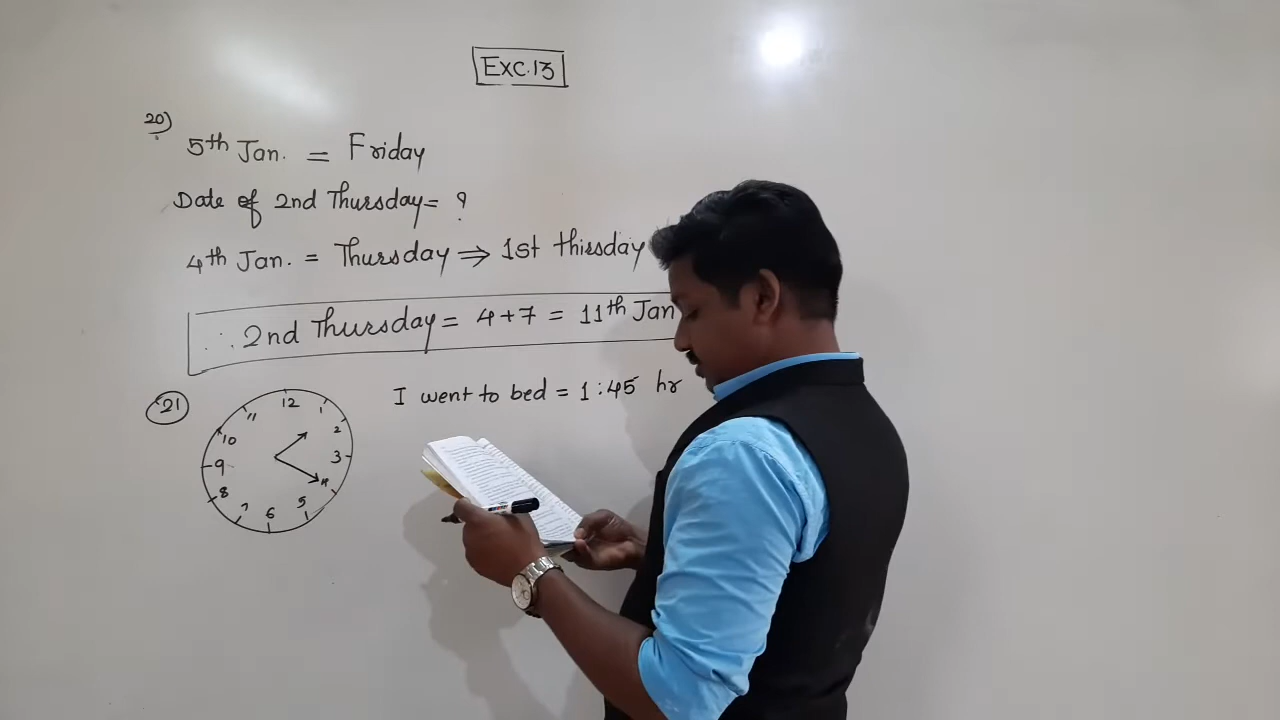 Exc.13
20)
5th Jan. = Friday
Date of 2nd Thursday = ?
4th Jan. = Thursday ⇒ 1st thirsday
∴ 2nd Thursday = 4+7 = 11th Jan
21
I went to bed = 1:45 hr
12
11 1
10 2
9 3
8 4
7 5
6